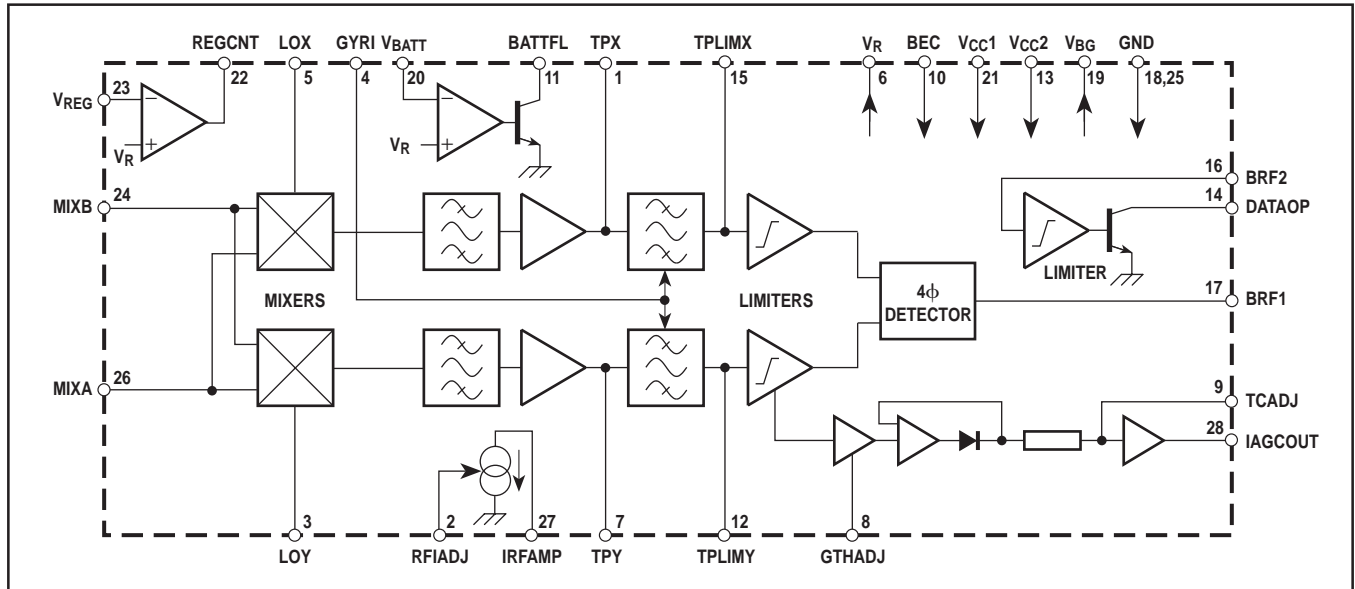 REGCNT LOX GYRI VBATT BATTFL TPX TPLIMX VR BEC VCC1 VCC2 VBG GND
22 5 4 20 11 1 15 6 10 21 13 19 18,25
VREG 23
−
+
VR
−
+
VR
MIXB 24
16 BRF2
14 DATAOP
LIMITER
MIXERS
LIMITERS
4ϕ
DETECTOR
17 BRF1
MIXA 26
9 TCADJ
28 IAGCOUT
3 2 27 7 12 8
LOY RFIADJ IRFAMP TPY TPLIMY GTHADJ